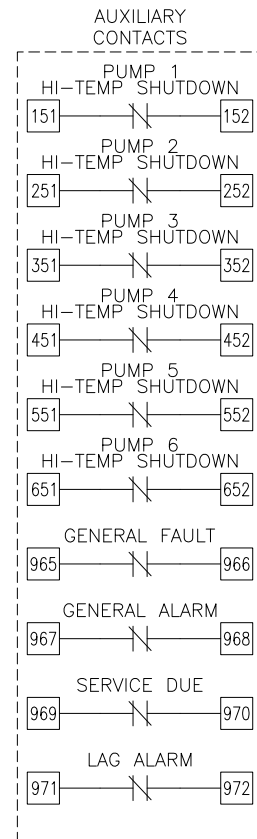 AUXILIARY
CONTACTS
PUMP 1
HI-TEMP SHUTDOWN
151 152
PUMP 2
HI-TEMP SHUTDOWN
251 252
PUMP 3
HI-TEMP SHUTDOWN
351 352
PUMP 4
HI-TEMP SHUTDOWN
451 452
PUMP 5
HI-TEMP SHUTDOWN
551 552
PUMP 6
HI-TEMP SHUTDOWN
651 652
GENERAL FAULT
965 966
GENERAL ALARM
967 968
SERVICE DUE
969 970
LAG ALARM
971 972